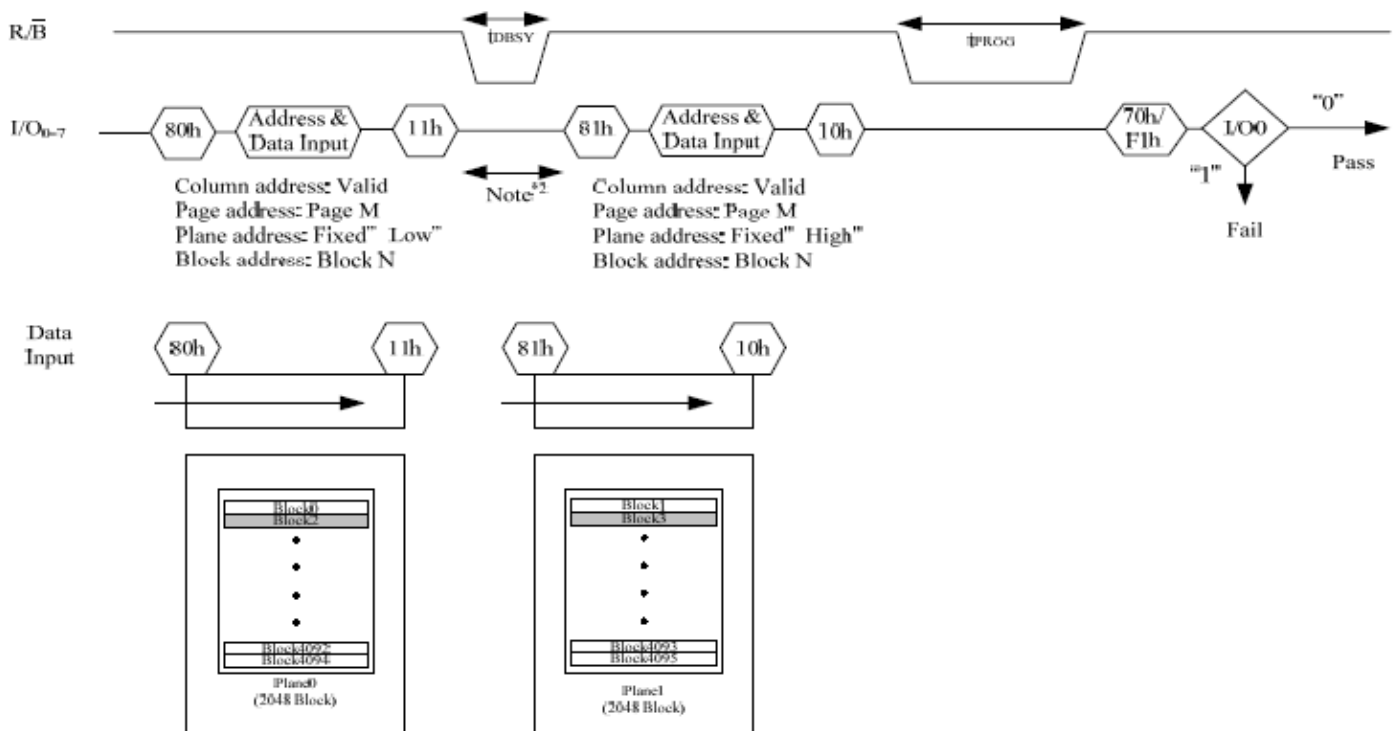 R/B
tDBSY
tPROG
I/O0-7
80h
Address &
Data Input
11h
81h
Address &
Data Input
10h
70h/
F1h
I/O0
"0"
Pass
"1"
Fail
Note*2
Column address: Valid
Page address: Page M
Plane address: Fixed" Low"
Block address: Block N
Column address: Valid
Page address: Page M
Plane address: Fixed" High"
Block address: Block N
Data
Input
80h
11h
81h
10h
Block0
Block2
Block4092
Block4094
Plane0
(2048 Block)
Block1
Block3
Block4093
Block4095
Plane1
(2048 Block)